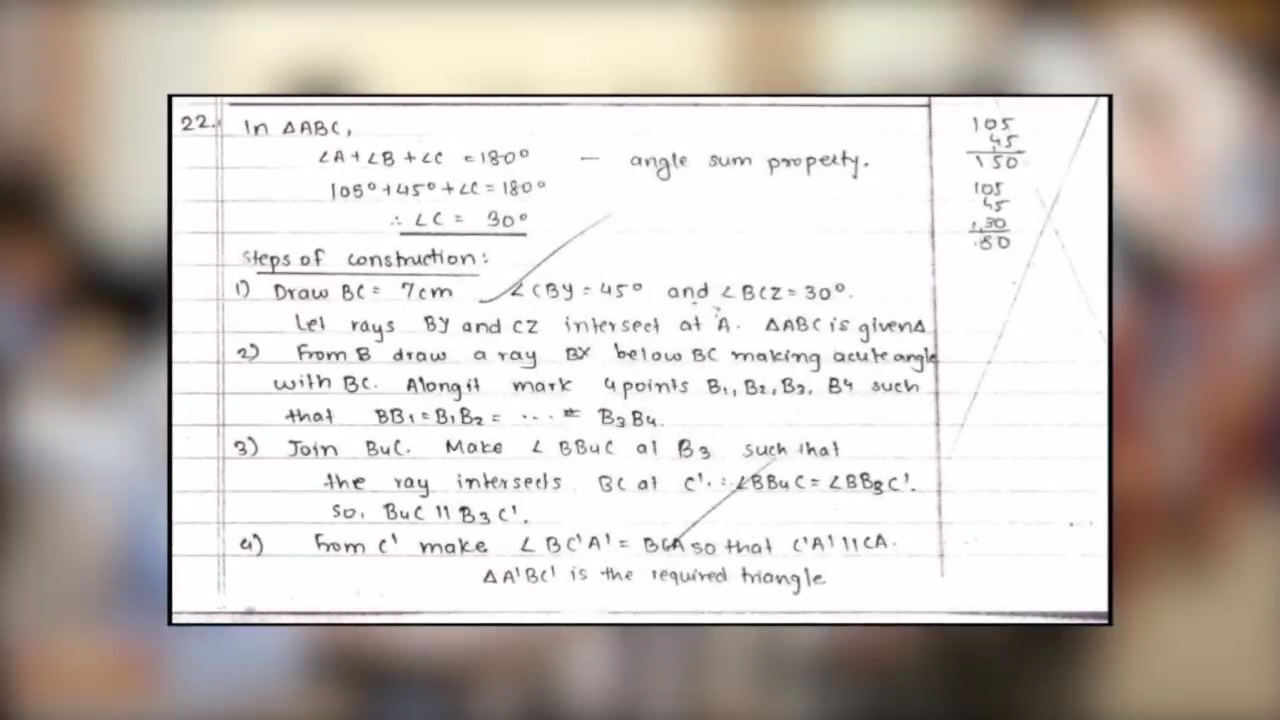 22. In ΔABC,
∠A+∠B+∠C = 180° — angle sum property.
105°+45°+∠C = 180°
∴ ∠C = 30°
Steps of construction:
1) Draw BC = 7cm ∠CBY = 45° and ∠BCZ = 30°.
Let rays BY and CZ intersect at A. ΔABC is given Δ
2) From B draw a ray BX below BC making acute angle
with BC. Along it mark 4 points B₁, B₂, B₃, B4 such
that BB₁ = B₁B₂ = .... = B₃B₄.
3) Join B4C. Make ∠BB4C at B3 such that
the ray intersects BC at C'. ∴ ∠BB4C = ∠BB3C'.
So, B4C || B3C'.
4) From C' make ∠BC'A' = BCA so that C'A' || CA.
ΔA'BC' is the required triangle
105
45
150
105
45
30
180